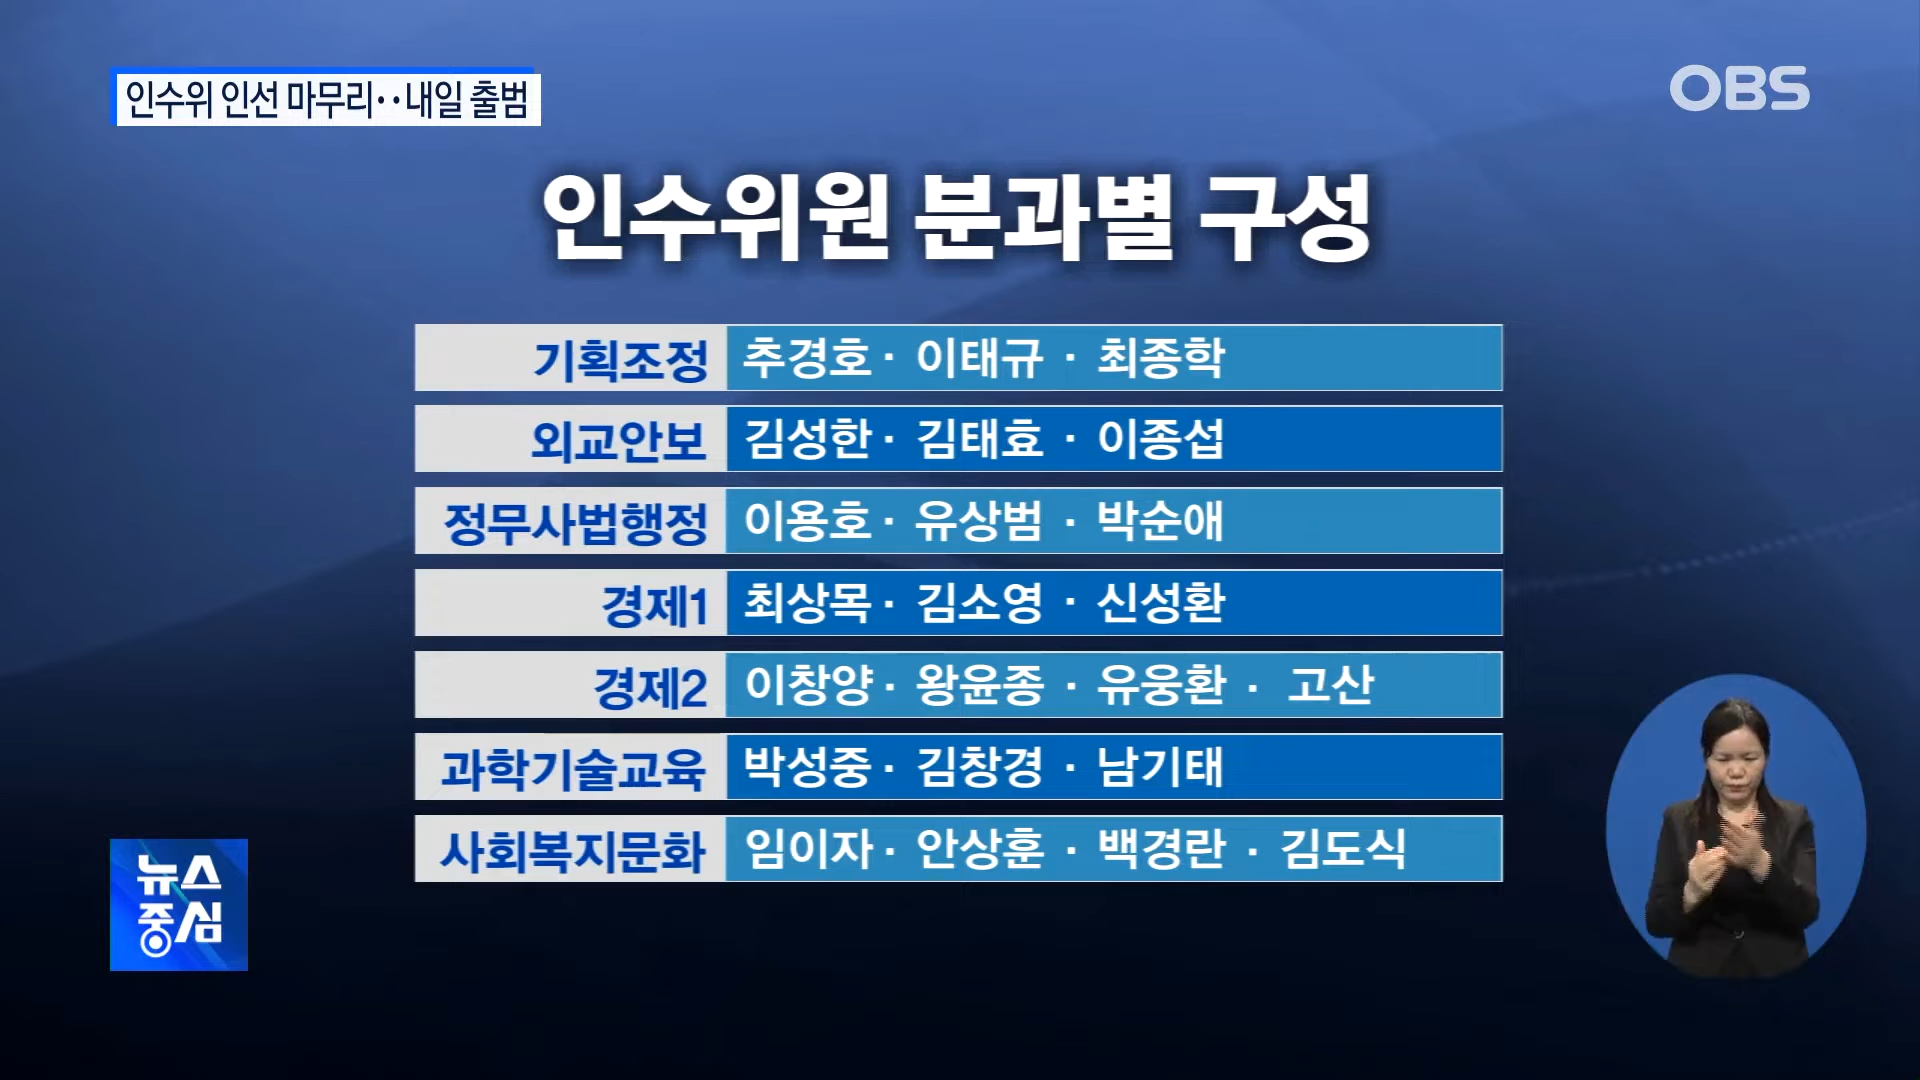 인수위 인선 마무리‥내일 출범
OBS
인수위원 분과별 구성
기획조정 추경호 · 이태규 · 최종학
외교안보 김성한 · 김태효 · 이종섭
정무사법행정 이용호 · 유상범 · 박순애
경제1 최상목 · 김소영 · 신성환
경제2 이창양 · 왕윤종 · 유웅환 · 고산
과학기술교육 박성중 · 김창경 · 남기태
사회복지문화 임이자 · 안상훈 · 백경란 · 김도식
뉴스
중심